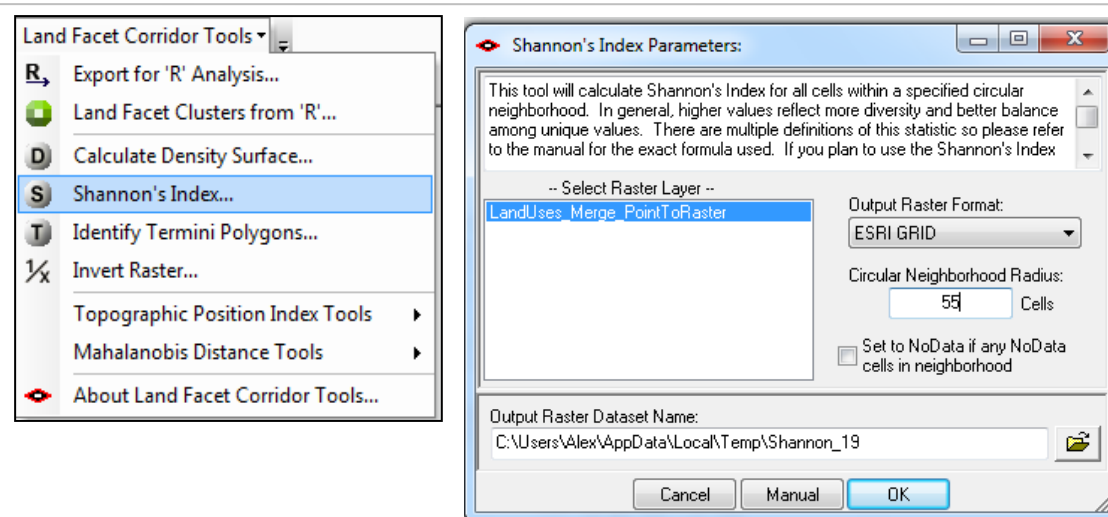 Land Facet Corridor Tools
R Export for 'R' Analysis...
Land Facet Clusters from 'R'...
D Calculate Density Surface...
S Shannon's Index...
T Identify Termini Polygons...
1/x Invert Raster...
Topographic Position Index Tools
Mahalanobis Distance Tools
About Land Facet Corridor Tools...
Shannon's Index Parameters:
This tool will calculate Shannon's Index for all cells within a specified circular
neighborhood. In general, higher values reflect more diversity and better balance
among unique values. There are multiple definitions of this statistic so please refer
to the manual for the exact formula used. If you plan to use the Shannon's Index
-- Select Raster Layer --
LandUses_Merge_PointToRaster
Output Raster Format:
ESRI GRID
Circular Neighborhood Radius:
55 Cells
Set to NoData if any NoData
cells in neighborhood
Output Raster Dataset Name:
C:\Users\Alex\AppData\Local\Temp\Shannon_19
Cancel Manual OK